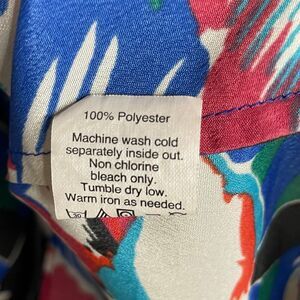 100% Polyester
Machine wash cold
separately inside out.
Non chlorine
bleach only.
Tumble dry low.
Warm iron as needed.
30